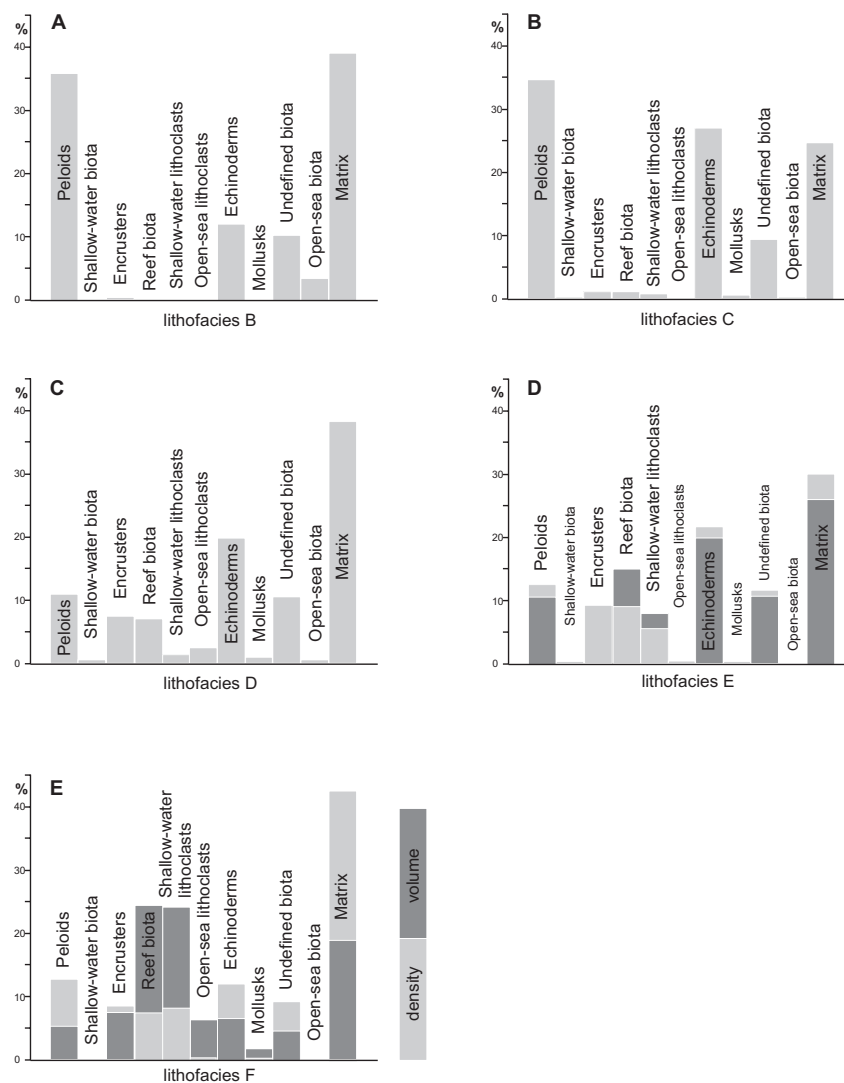 A
%
40
30
20
10
0
Peloids
Shallow-water biota
Encrusters
Reef biota
Shallow-water lithoclasts
Open-sea lithoclasts
Echinoderms
Mollusks
Undefined biota
Open-sea biota
Matrix
lithofacies B
B
%
40
30
20
10
0
Peloids
Shallow-water biota
Encrusters
Reef biota
Shallow-water lithoclasts
Open-sea lithoclasts
Echinoderms
Mollusks
Undefined biota
Open-sea biota
Matrix
lithofacies C
C
%
40
30
20
10
0
Peloids
Shallow-water biota
Encrusters
Reef biota
Shallow-water lithoclasts
Open-sea lithoclasts
Echinoderms
Mollusks
Undefined biota
Open-sea biota
Matrix
lithofacies D
D
%
40
30
20
10
0
Peloids
Shallow-water biota
Encrusters
Reef biota
Shallow-water lithoclasts
Open-sea lithoclasts
Echinoderms
Mollusks
Undefined biota
Open-sea biota
Matrix
lithofacies E
E
%
40
30
20
10
0
Peloids
Shallow-water biota
Encrusters
Reef biota
Shallow-water
lithoclasts
Open-sea lithoclasts
Echinoderms
Mollusks
Undefined biota
Open-sea biota
Matrix
lithofacies F
volume
density